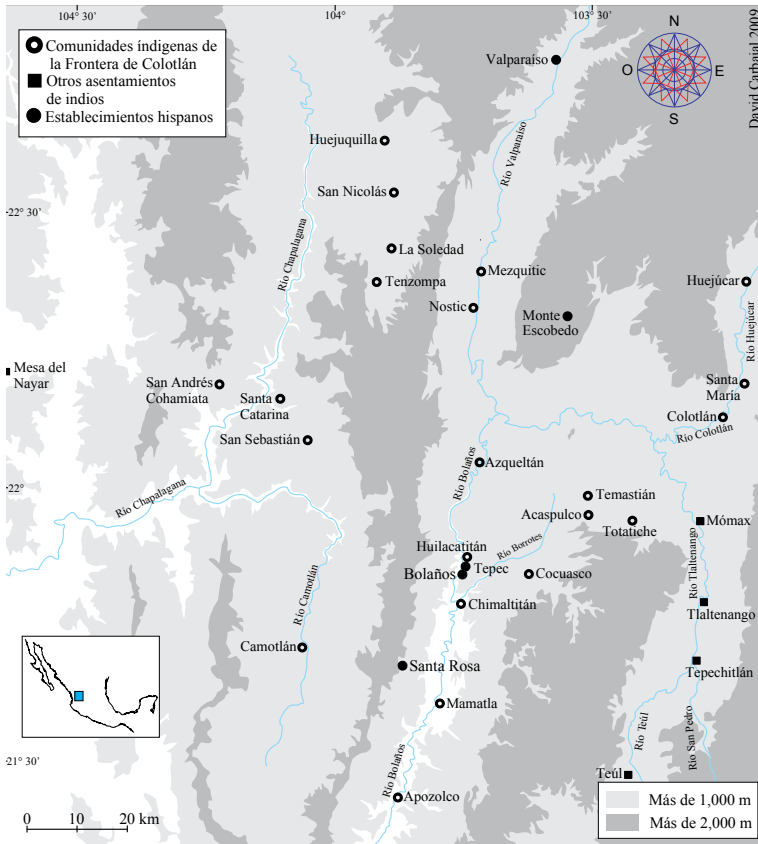 104° 30'
104°
103° 30'
Comunidades índigenas de
la Frontera de Colotlán
Otros asentamientos
de indios
Establecimientos hispanos
N
O
E
S
David Carbajal 2009
Valparaíso
Huejuquilla
Río Valparaíso
San Nicolás
22° 30'
Río Chapalagana
La Soledad
Tenzompa
Mezquitic
Huejúcar
Nostic
Monte
Escobedo
Río Huejúcar
Mesa del
Nayar
San Andrés
Cohamiata
Santa
Catarina
Santa
María
San Sebastián
Colotlán
Río Colotlán
Azqueltán
Río Bolaños
22°
Río Chapalagana
Temastián
Acaspulco
Totatiche
Mómax
Río Borrotes
Huilacatitán
Tepec
Bolaños
Cocuasco
Río Tlaltenango
Chimaltitán
Tlaltenango
Río Camotlán
Camotlán
Santa Rosa
Tepechitlán
Mamatla
Río Teúl
Río San Pedro
21° 30'
Río Bolaños
Teúl
Apozolco
0 10 20 km
Más de 1,000 m
Más de 2,000 m